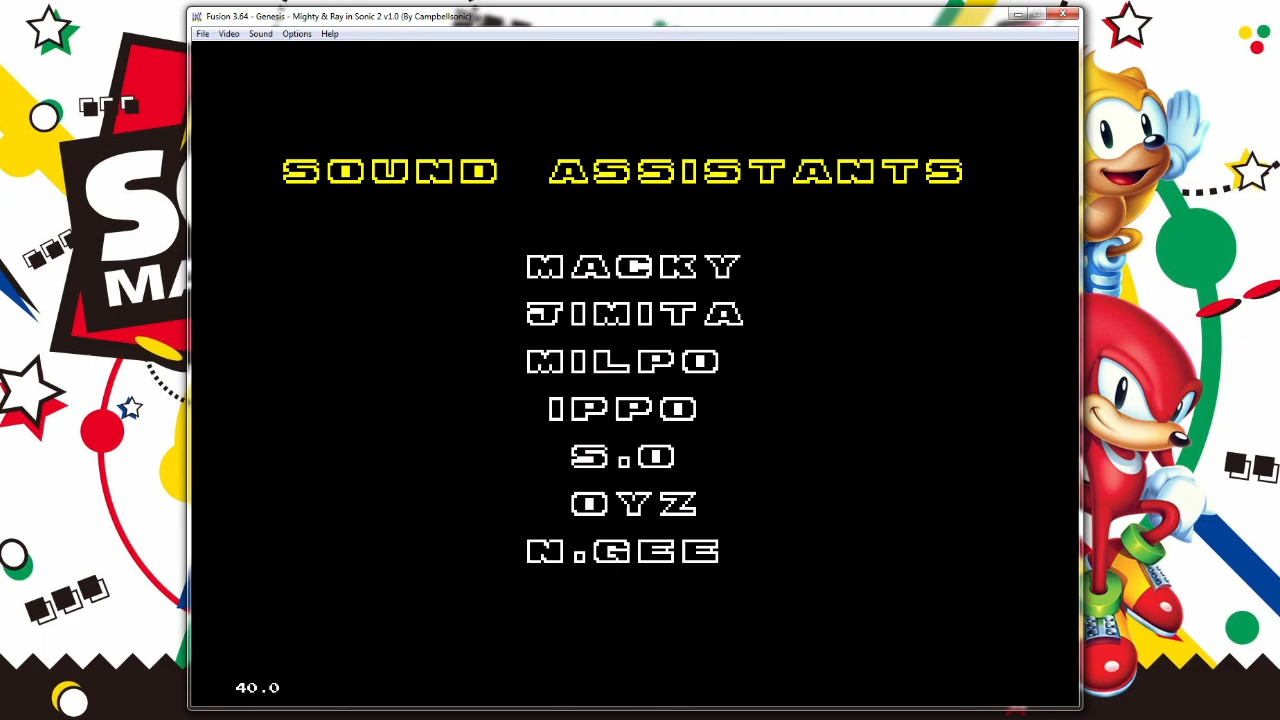 Fusion 3.64 - Genesis - Mighty & Ray in Sonic 2 v1.0 (By Campbellsonic)
File Video Sound Options Help
SOUND ASSISTANTS
MACKY
JIMITA
MILPO
IPPO
S.O
OYZ
N.GEE
40.0